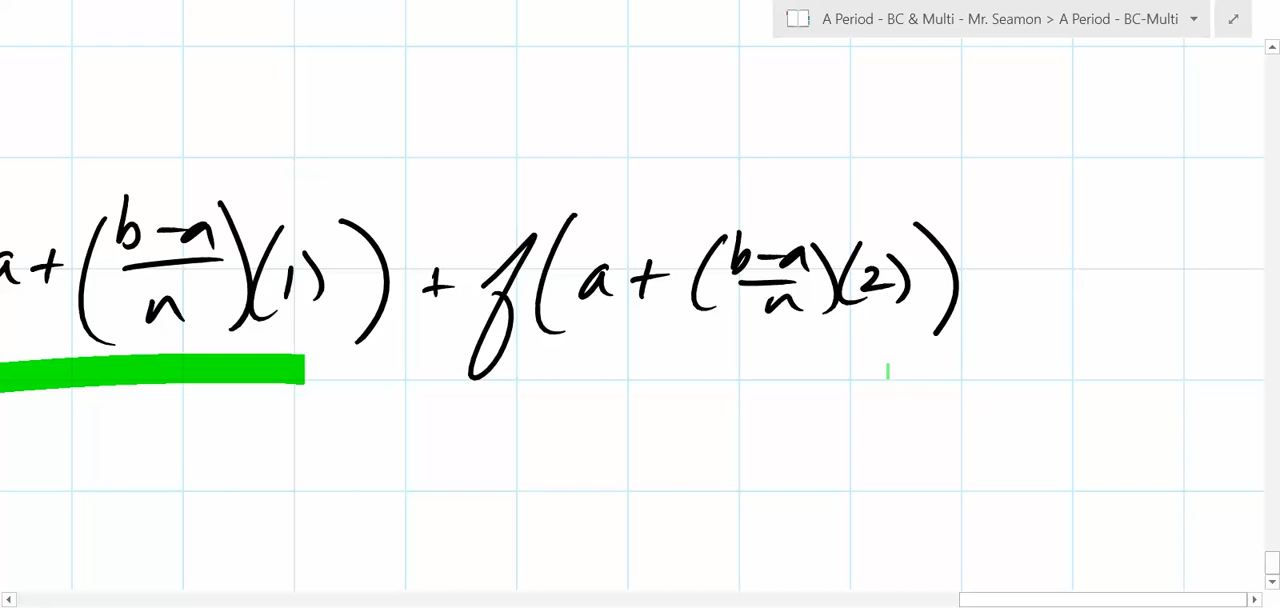 A Period - BC & Multi - Mr. Seamon > A Period - BC-Multi
a + (b-a/n)(1)) + f(a + (b-a/n)(2))